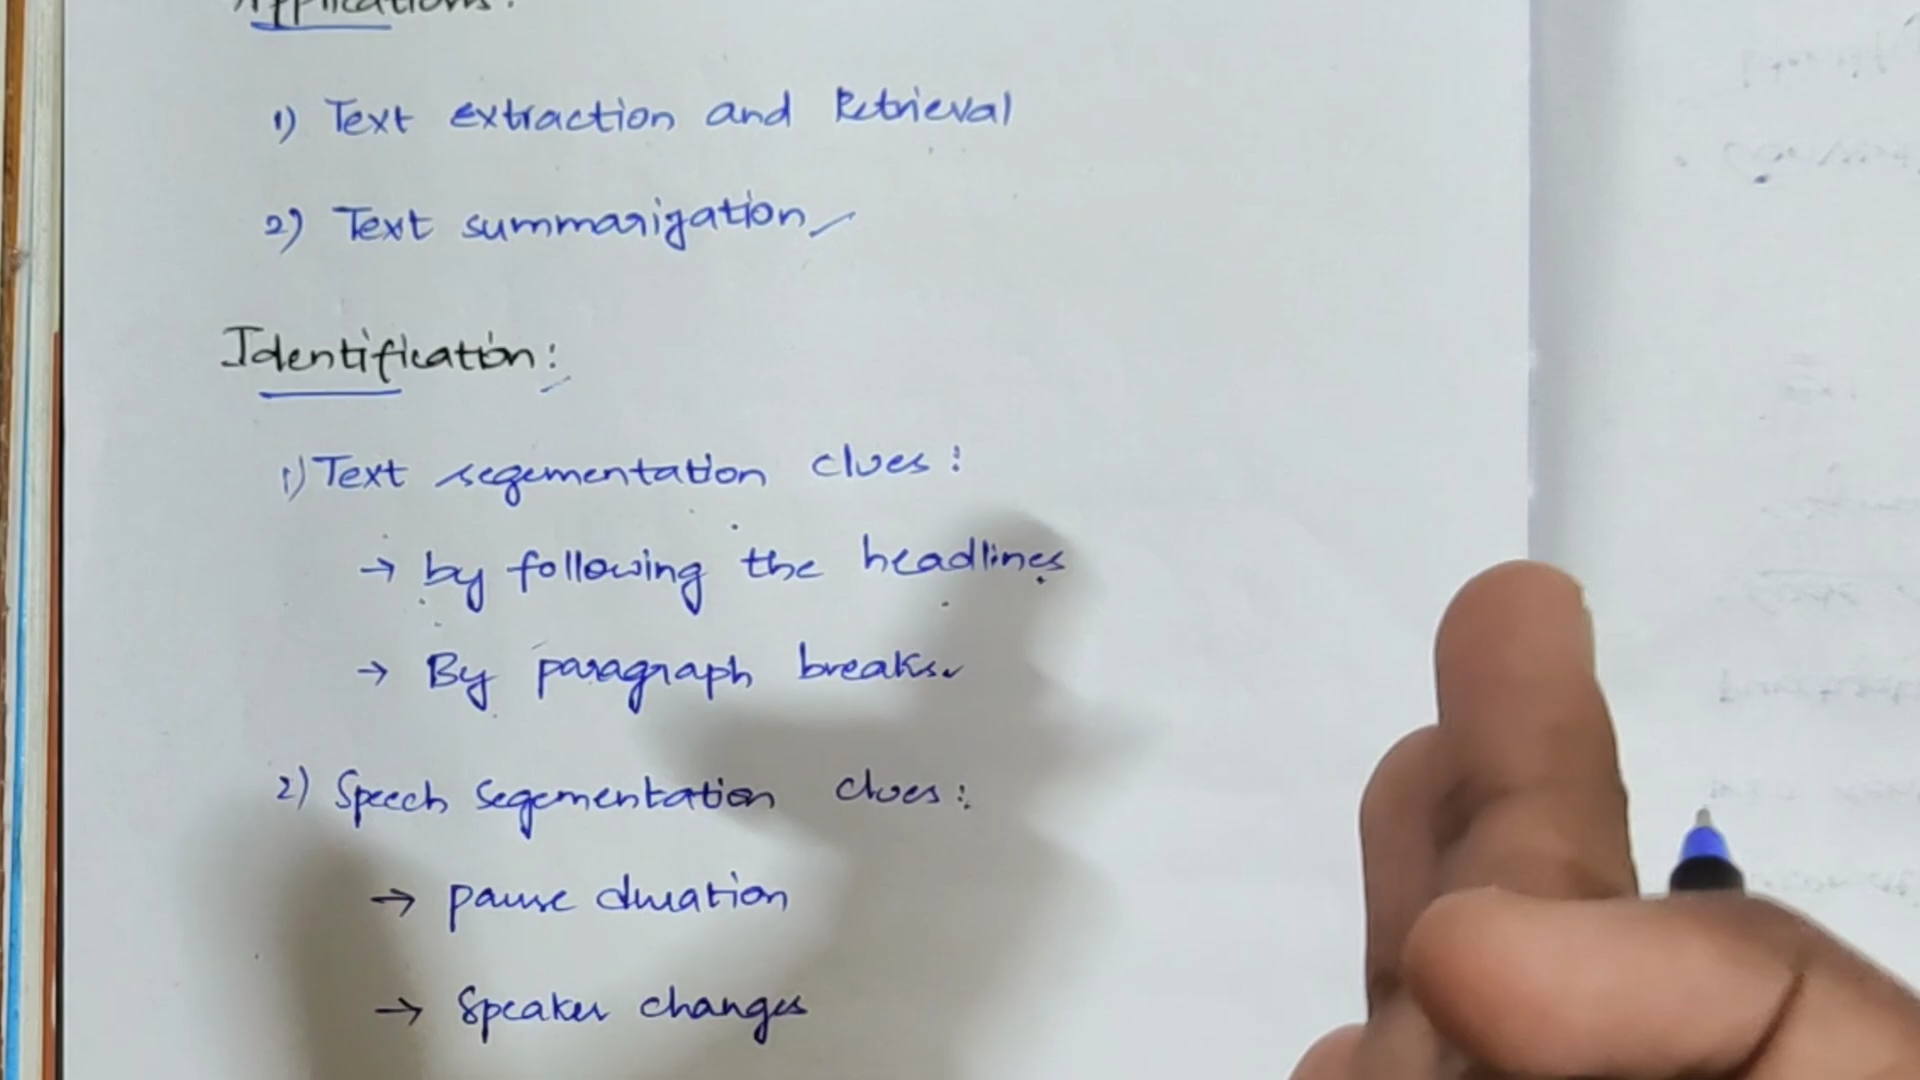 Applications:
1) Text extraction and Retrieval
2) Text summarization
Identification:
1) Text segementation clues:
→ by following the headlines
→ By paragraph breaks
2) Speech segementation clues:
→ pause duration
→ Speaker changes